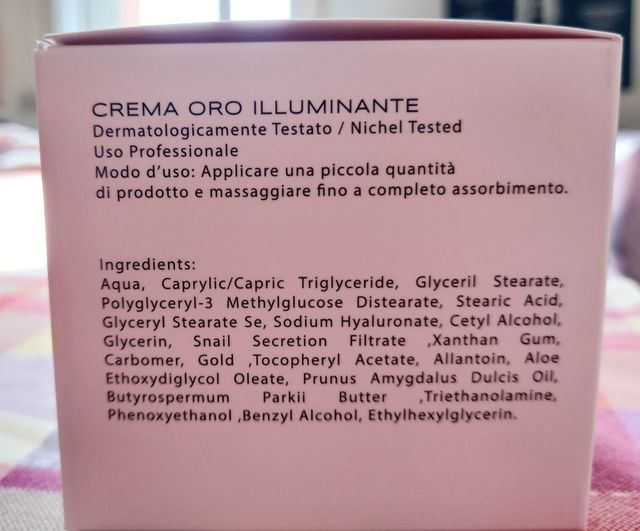 CREMA ORO ILLUMINANTE
Dermatologicamente Testato / Nichel Tested
Uso Professionale
Modo d'uso: Applicare una piccola quantità
di prodotto e massaggiare fino a completo assorbimento.
Ingredients:
Aqua, Caprylic/Capric Triglyceride, Glyceril Stearate,
Polyglyceryl-3 Methylglucose Distearate, Stearic Acid,
Glyceryl Stearate Se, Sodium Hyaluronate, Cetyl Alcohol,
Glycerin, Snail Secretion Filtrate ,Xanthan Gum,
Carbomer, Gold ,Tocopheryl Acetate, Allantoin, Aloe
Ethoxydiglycol Oleate, Prunus Amygdalus Dulcis Oil,
Butyrospermum Parkii Butter ,Triethanolamine,
Phenoxyethanol ,Benzyl Alcohol, Ethylhexylglycerin.